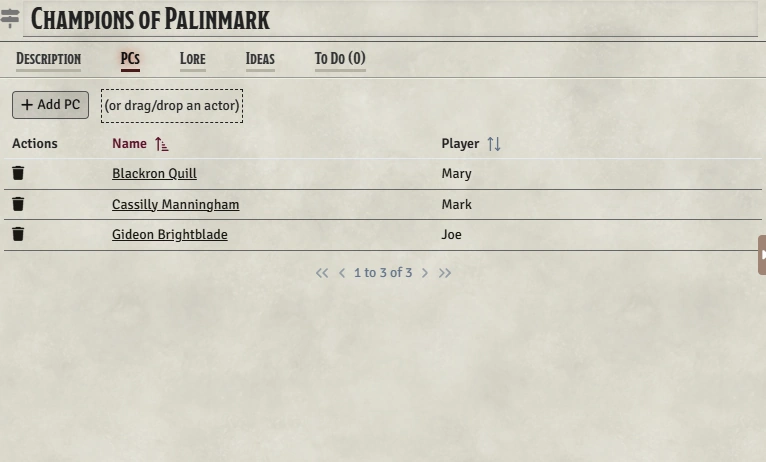 Champions of Palinmark
Description PCs Lore Ideas To Do (0)
+ Add PC (or drag/drop an actor)
Actions Name Player
Blackron Quill Mary
Cassilly Manningham Mark
Gideon Brightblade Joe
1 to 3 of 3